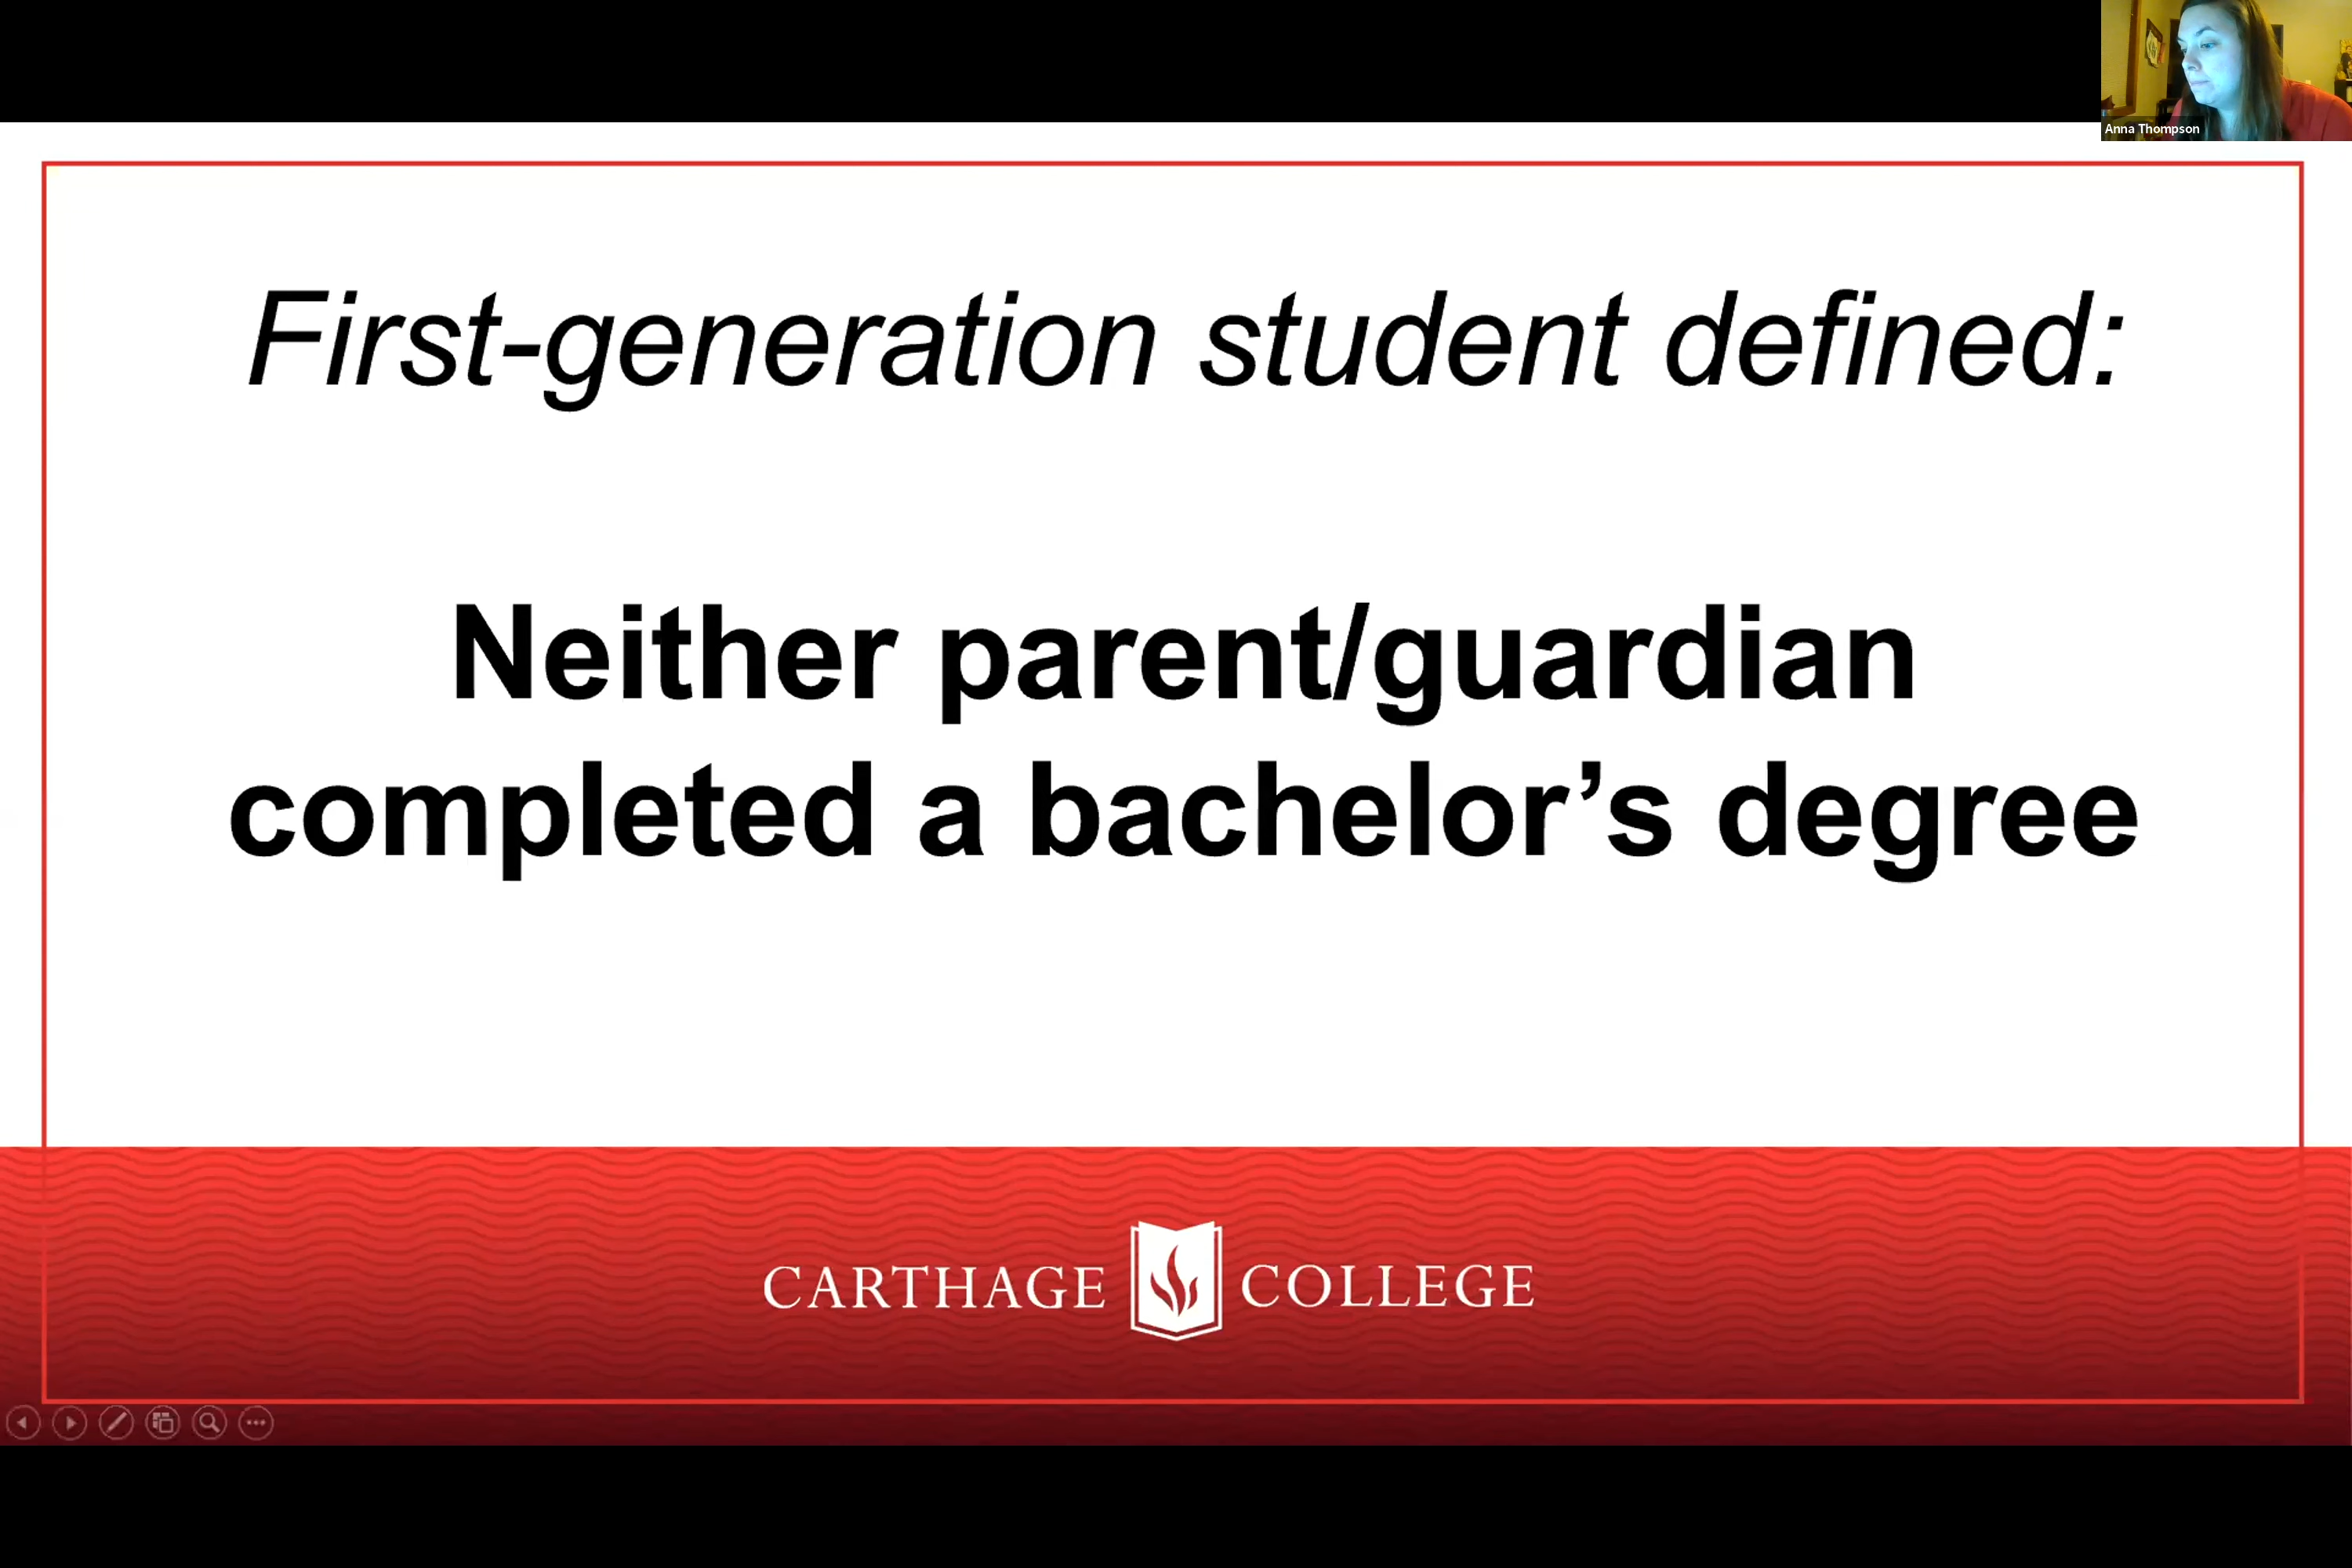 Anna Thompson
First-generation student defined:
Neither parent/guardian
completed a bachelor’s degree
CARTHAGE COLLEGE